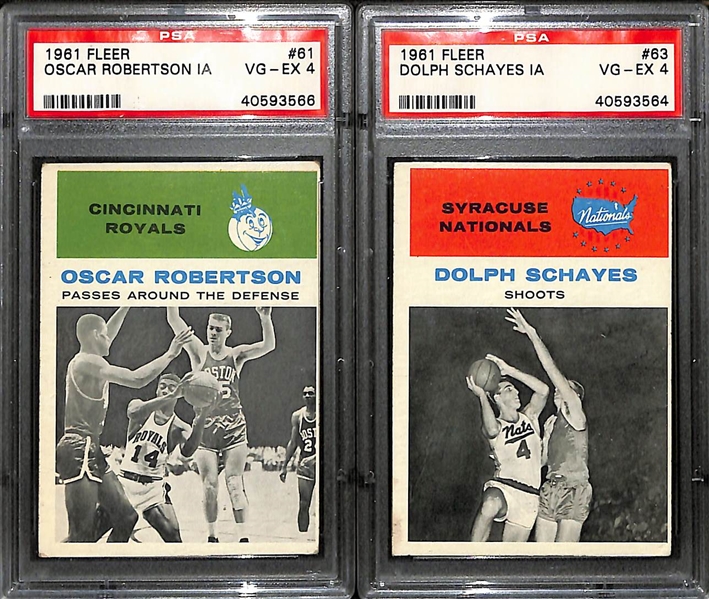 PSA
1961 FLEER #61
OSCAR ROBERTSON IA VG-EX 4
40593566
CINCINNATI
ROYALS
OSCAR ROBERTSON
PASSES AROUND THE DEFENSE
OSTON
ROYALS
14
PSA
1961 FLEER #63
DOLPH SCHAYES IA VG-EX 4
40593564
SYRACUSE
NATIONALS
Nationals
DOLPH SCHAYES
SHOOTS
Nats
4